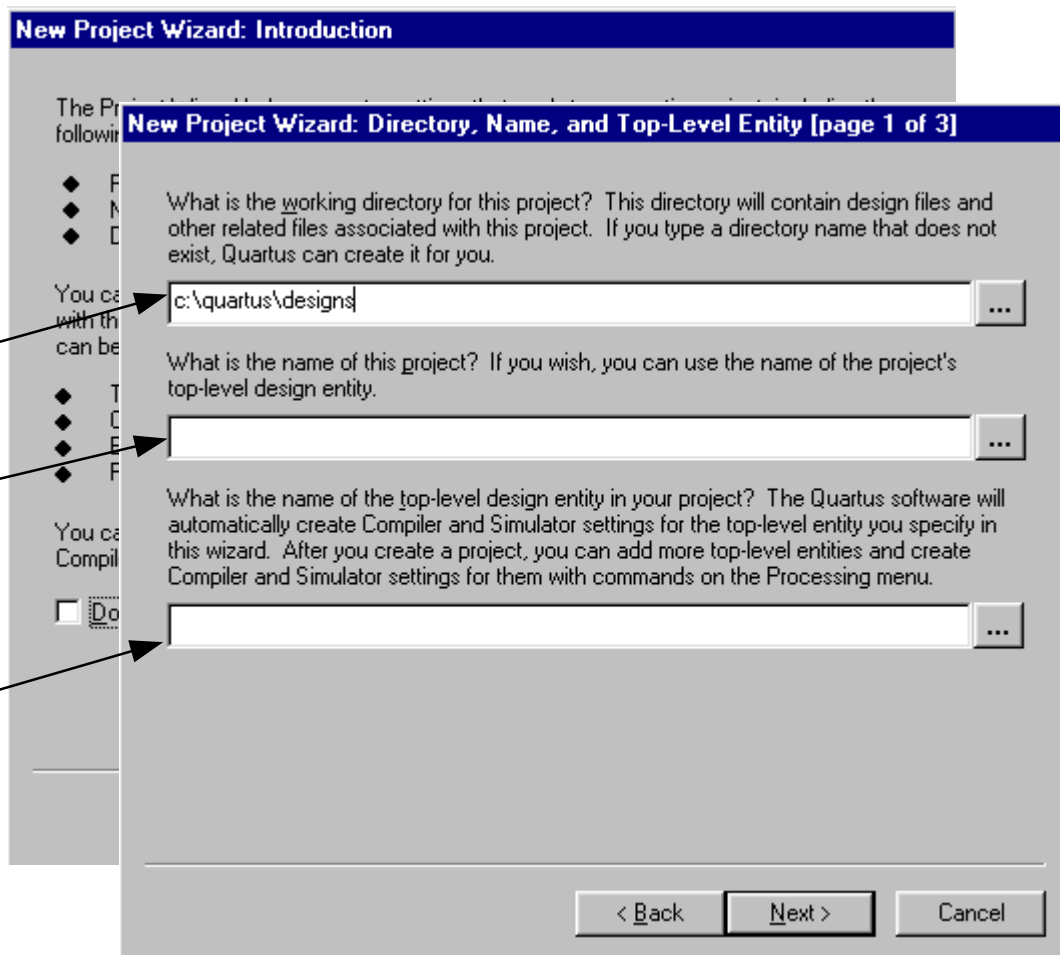 New Project Wizard: Introduction
The
followin
New Project Wizard: Directory, Name, and Top-Level Entity [page 1 of 3]
What is the working directory for this project? This directory will contain design files and
other related files associated with this project. If you type a directory name that does not
exist, Quartus can create it for you.
You ca
with th
can be
c:\quartus\designs
...
What is the name of this project? If you wish, you can use the name of the project's
top-level design entity.
...
What is the name of the top-level design entity in your project? The Quartus software will
automatically create Compiler and Simulator settings for the top-level entity you specify in
this wizard. After you create a project, you can add more top-level entities and create
Compiler and Simulator settings for them with commands on the Processing menu.
You ca
Compil
Do
...
< Back
Next >
Cancel